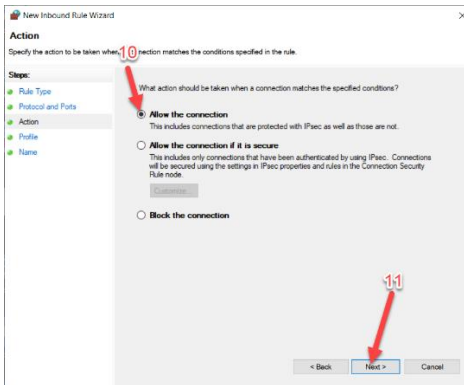 New Inbound Rule Wizard
Action
Specify the action to be taken when a connection matches the conditions specified in the rule.
10
Steps:
Rule Type
Protocol and Ports
Action
Profile
Name
What action should be taken when a connection matches the specified conditions?
Allow the connection
This includes connections that are protected with IPsec as well as those are not.
Allow the connection if it is secure
This includes only connections that have been authenticated by using IPsec. Connections
will be secured using the settings in IPsec properties and rules in the Connection Security
Rule node.
Customize...
Block the connection
11
< Back
Next >
Cancel